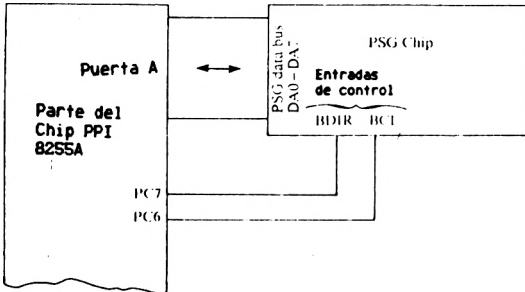 Puerta A
Parte del
Chip PPI
8255A
PC7
PC6
PSG data bus
DA0-DA7
PSG Chip
Entradas
de control
BDIR BC1